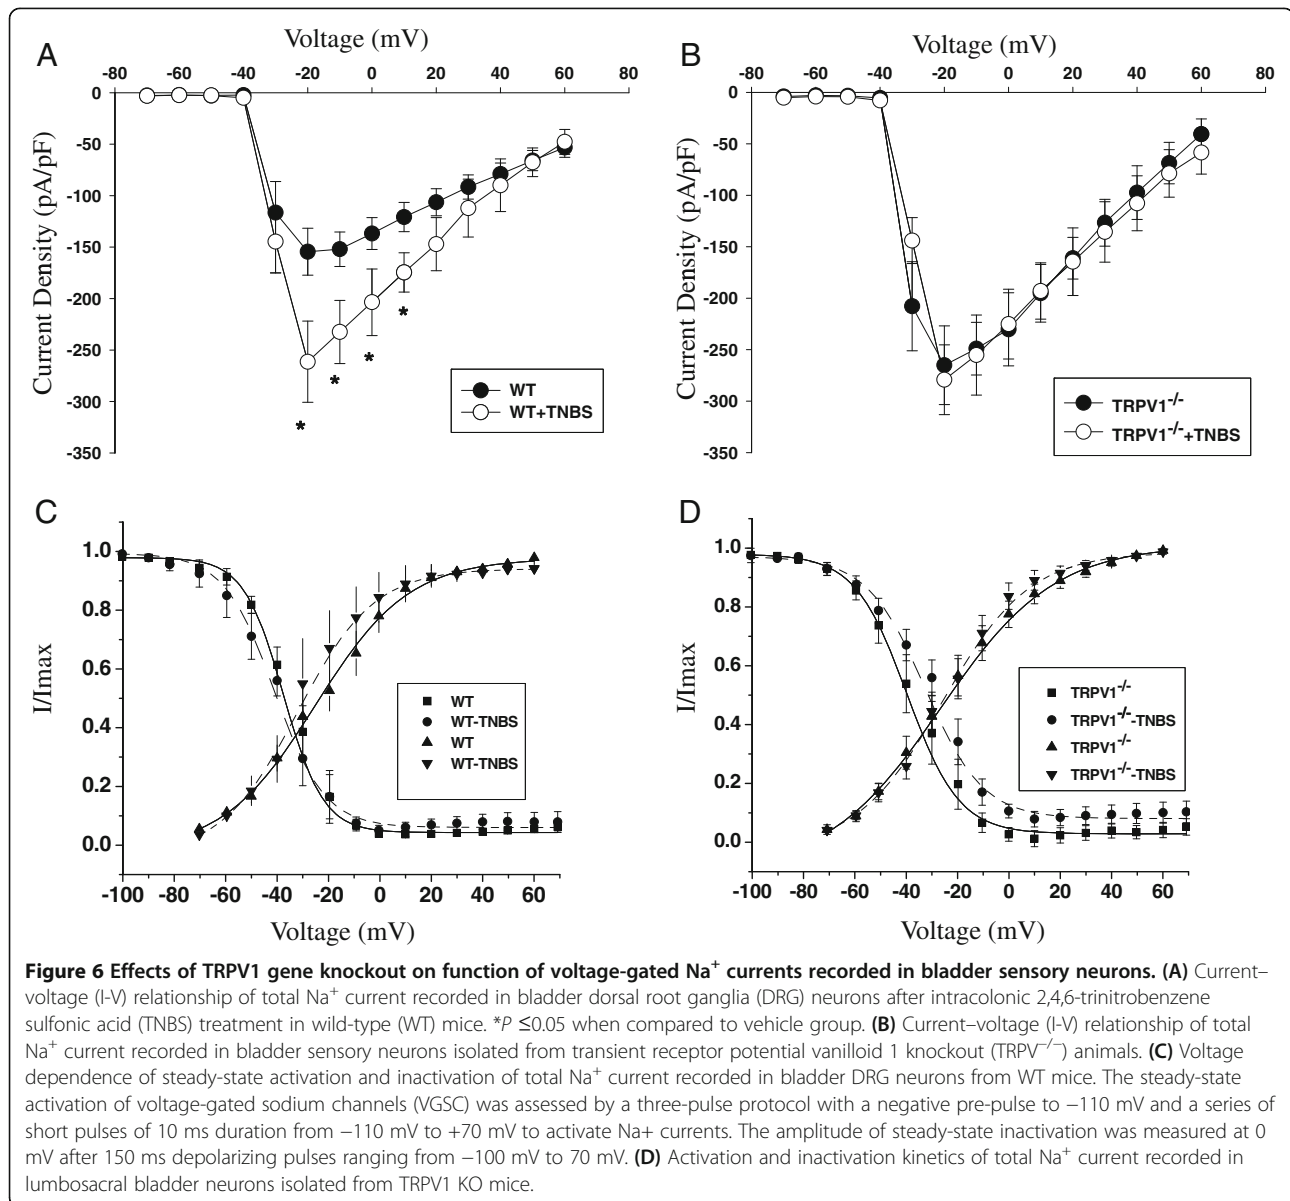 A
Voltage (mV)
-80 -60 -40 -20 0 20 40 60 80
0
-50
-100
-150
-200
-250
-300
-350
Current Density (pA/pF)
* * * *
WT
WT+TNBS
B
Voltage (mV)
-80 -60 -40 -20 0 20 40 60 80
0
-50
-100
-150
-200
-250
-300
-350
Current Density (pA/pF)
TRPV1-/-
TRPV1-/-+TNBS
C
1.0
0.8
0.6
0.4
0.2
0.0
I/Imax
-100 -80 -60 -40 -20 0 20 40 60
Voltage (mV)
WT
WT-TNBS
WT
WT-TNBS
D
1.0
0.8
0.6
0.4
0.2
0.0
I/Imax
-100 -80 -60 -40 -20 0 20 40 60
Voltage (mV)
TRPV1-/-
TRPV1-/--TNBS
TRPV1-/-
TRPV1-/--TNBS
Figure 6 Effects of TRPV1 gene knockout on function of voltage-gated Na+ currents recorded in bladder sensory neurons. (A) Current–
voltage (I-V) relationship of total Na+ current recorded in bladder dorsal root ganglia (DRG) neurons after intracolonic 2,4,6-trinitrobenzene
sulfonic acid (TNBS) treatment in wild-type (WT) mice. *P ≤0.05 when compared to vehicle group. (B) Current–voltage (I-V) relationship of total
Na+ current recorded in bladder sensory neurons isolated from transient receptor potential vanilloid 1 knockout (TRPV−/−) animals. (C) Voltage
dependence of steady-state activation and inactivation of total Na+ current recorded in bladder DRG neurons from WT mice. The steady-state
activation of voltage-gated sodium channels (VGSC) was assessed by a three-pulse protocol with a negative pre-pulse to −110 mV and a series of
short pulses of 10 ms duration from −110 mV to +70 mV to activate Na+ currents. The amplitude of steady-state inactivation was measured at 0
mV after 150 ms depolarizing pulses ranging from −100 mV to 70 mV. (D) Activation and inactivation kinetics of total Na+ current recorded in
lumbosacral bladder neurons isolated from TRPV1 KO mice.